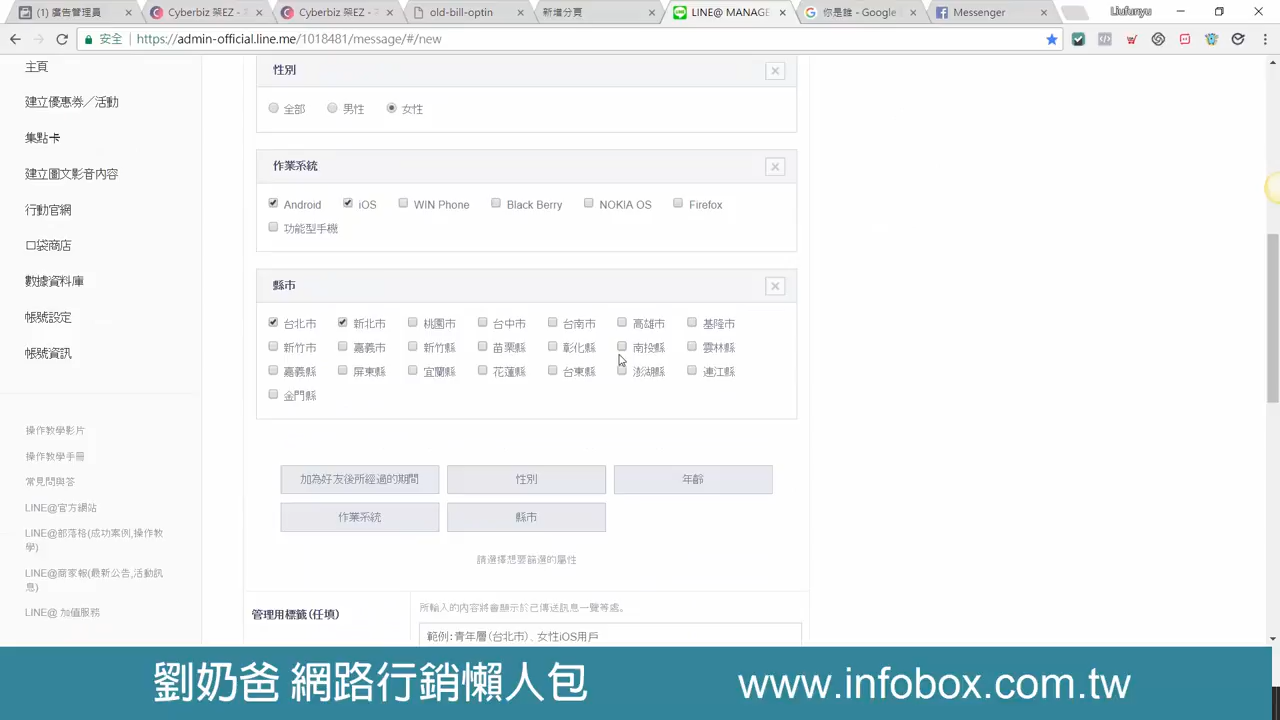 廣告管理員
Cyberbiz 架EZ -
Cyberbiz 架EZ -
old-bill-optin
新增分頁
LINE@ MANAGE
你是誰 - Google
Messenger
Liufunyu
安全 https://admin-official.line.me/1018481/message/#/new
主頁
建立優惠券／活動
集點卡
建立圖文影音內容
行動官網
口袋商店
數據資料庫
帳號設定
帳號資訊
操作教學影片
操作教學手冊
常見問與答
LINE@官方網站
LINE@部落格(成功案例,操作教
學)
LINE@商家報(最新公告,活動訊
息)
LINE@ 加值服務
性別
全部 男性 女性
作業系統
Android iOS WIN Phone Black Berry NOKIA OS Firefox
功能型手機
縣市
台北市 新北市 桃園市 台中市 台南市 高雄市 基隆市
新竹市 嘉義市 新竹縣 苗栗縣 彰化縣 南投縣 雲林縣
嘉義縣 屏東縣 宜蘭縣 花蓮縣 台東縣 澎湖縣 連江縣
金門縣
加為好友後所經過的期間 性別 年齡
作業系統 縣市
請選擇想要篩選的屬性
管理用標籤(任填)
所輸入的內容將會顯示於已傳送訊息一覽等處。
範例:青年層(台北市)、女性iOS用戶
劉奶爸 網路行銷懶人包 www.infobox.com.tw